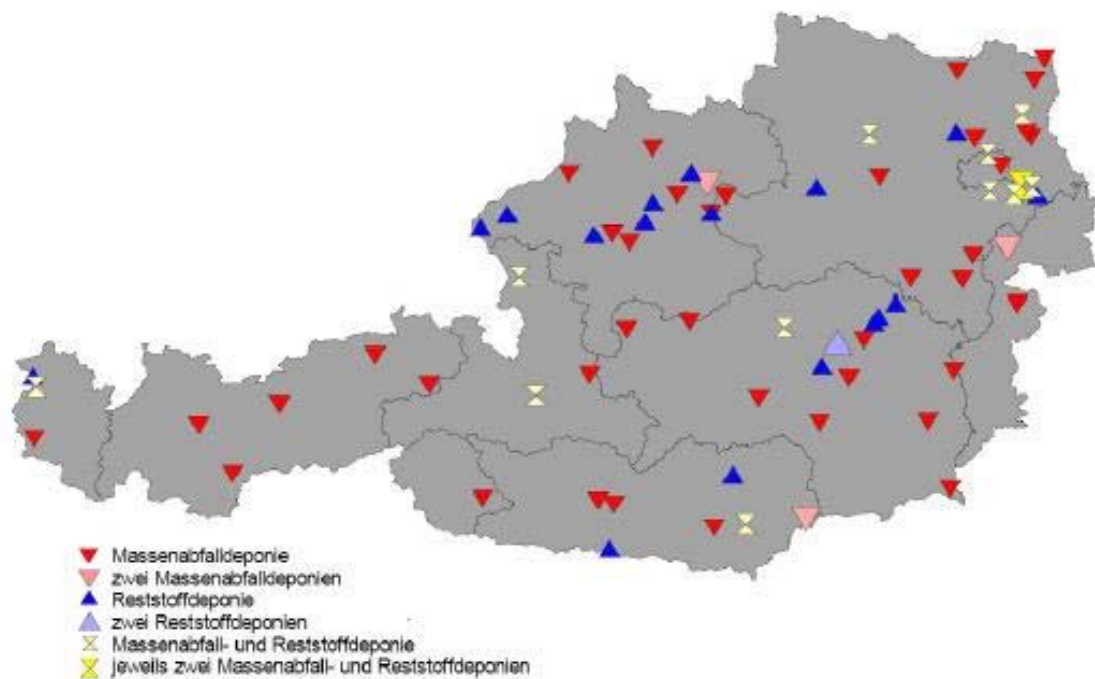 Massenabfalldeponie
zwei Massenabfalldeponien
Reststoffdeponie
zwei Reststoffdeponien
Massenabfall- und Reststoffdeponie
jeweils zwei Massenabfall- und Reststoffdeponien